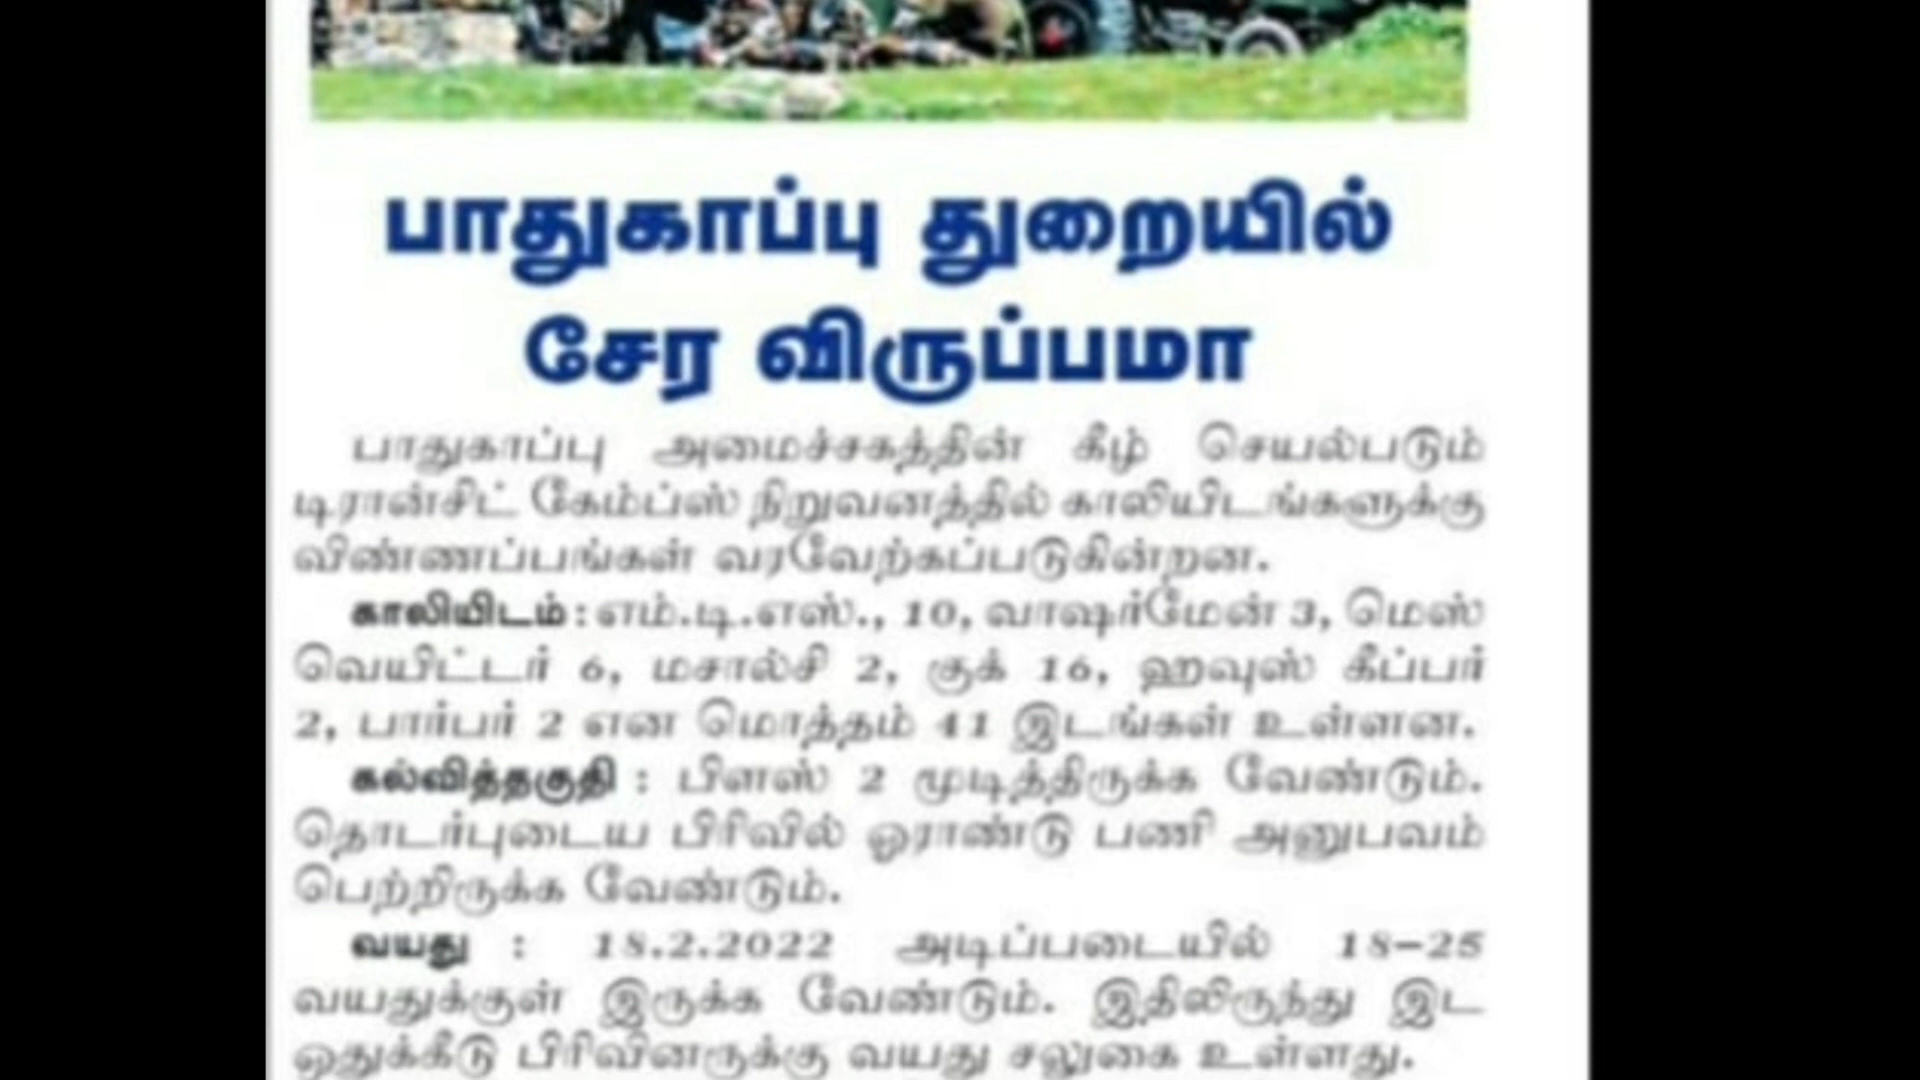 பாதுகாப்பு துறையில்
சேர விருப்பமா
பாதுகாப்பு அமைச்சகத்தின் கீழ் செயல்படும்
டிரான்சிட் கேம்ப்ஸ் நிறுவனத்தில் காலியிடங்களுக்கு
விண்ணப்பங்கள் வரவேற்கப்படுகின்றன.
காலியிடம் : எம்.டி.எஸ்., 10, வாஷர்மேன் 3, மெஸ்
வெயிட்டர் 6, மசால்சி 2, குக் 16, ஹவுஸ் கீப்பர்
2, பார்பர் 2 என மொத்தம் 41 இடங்கள் உள்ளன.
கல்வித்தகுதி : பிளஸ் 2 முடித்திருக்க வேண்டும்.
தொடர்புடைய பிரிவில் ஓராண்டு பணி அனுபவம்
பெற்றிருக்க வேண்டும்.
வயது : 18.2.2022 அடிப்படையில் 18–25
வயதுக்குள் இருக்க வேண்டும். இதிலிருந்து இட
ஒதுக்கீடு பிரிவினருக்கு வயது சலுகை உள்ளது.